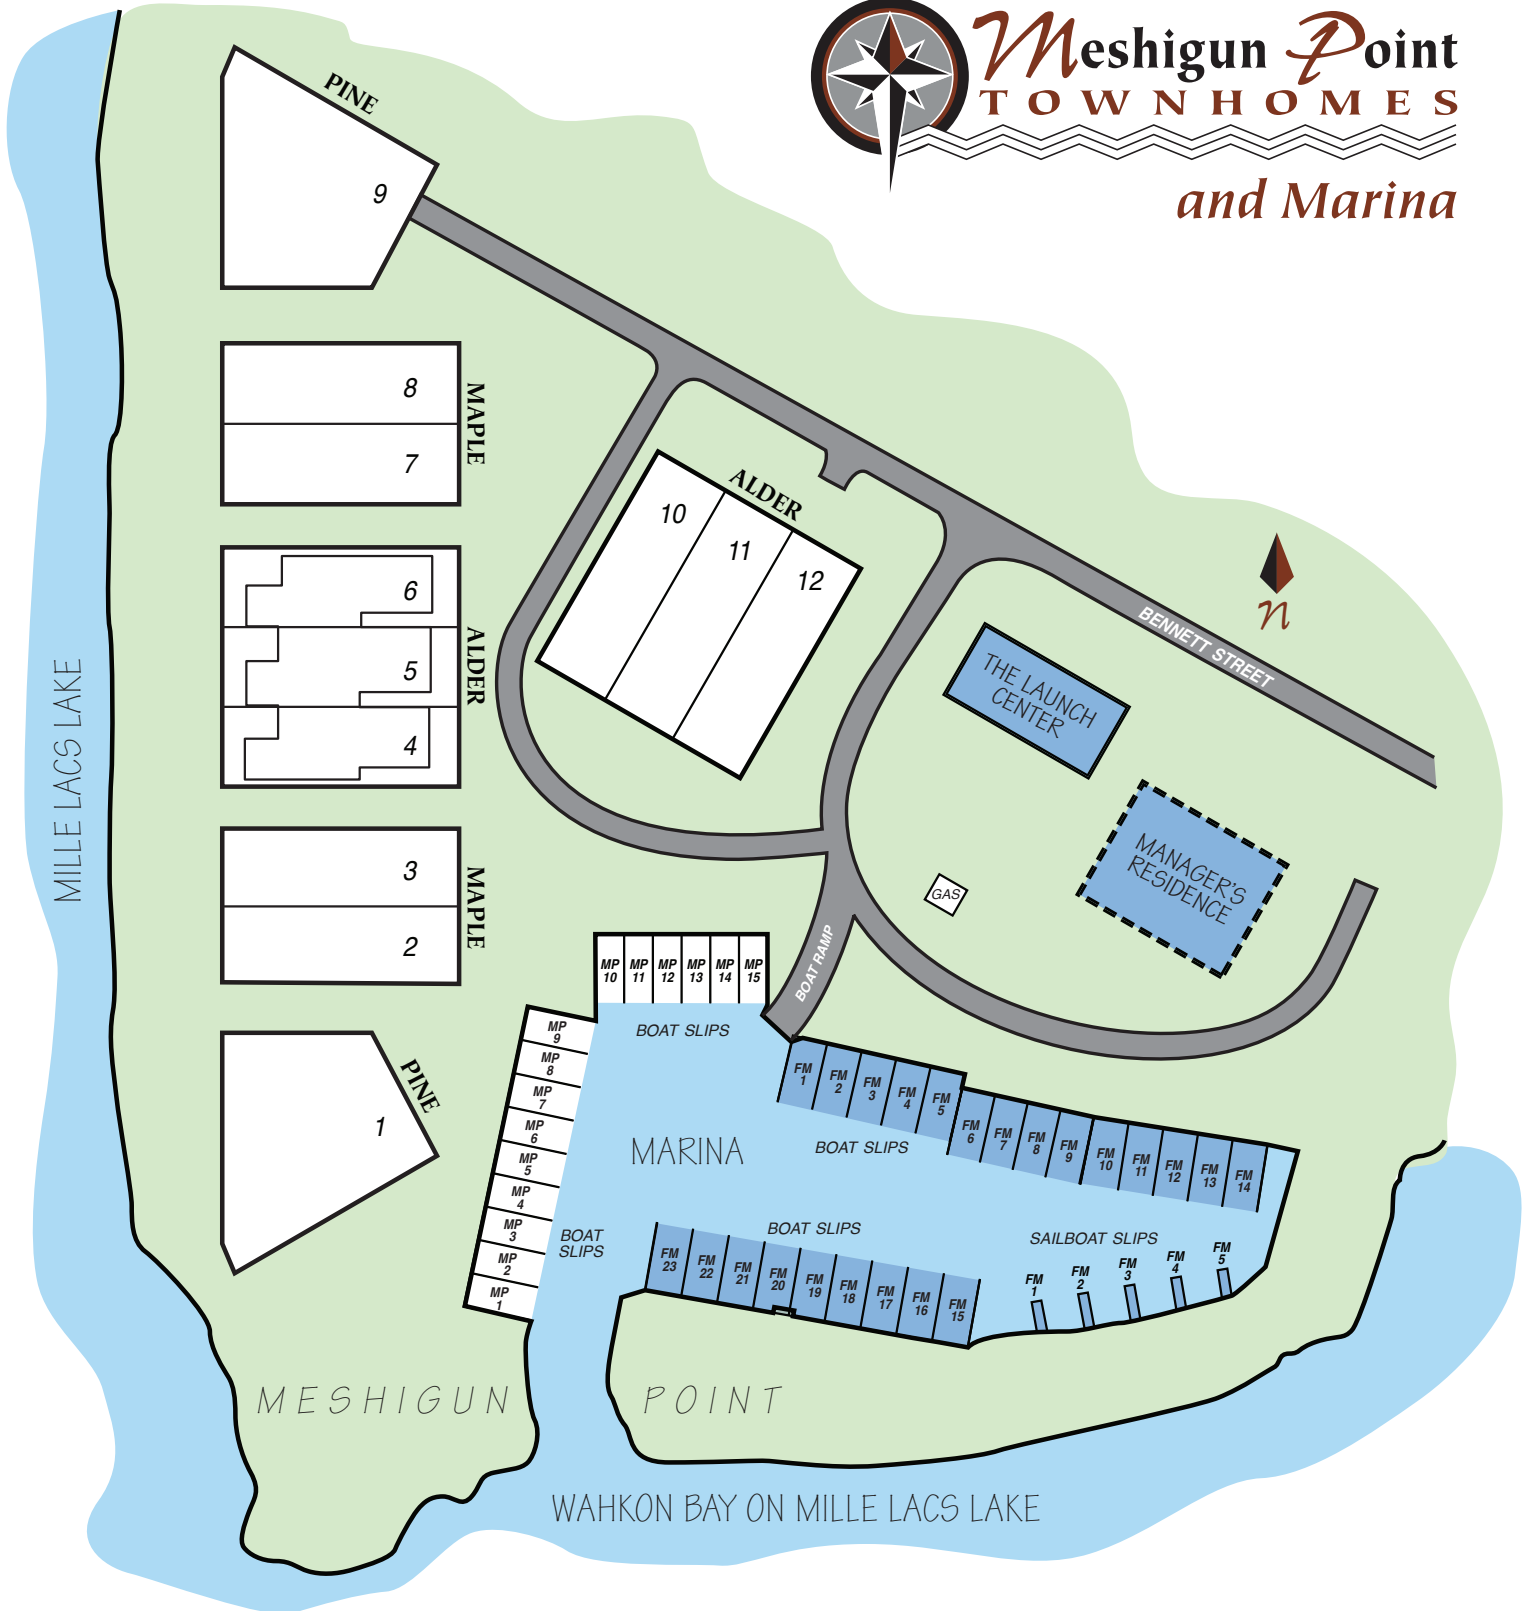 Meshigun Point
TOWNHOMES
and Marina
PINE
9
8
7
MAPLE
6
5
4
ALDER
3
2
MAPLE
1
PINE
ALDER
10
11
12
BENNETT STREET
n
THE LAUNCH
CENTER
MANAGER'S
RESIDENCE
GAS
BOAT RAMP
MILLE LACS LAKE
MP
10
MP
11
MP
12
MP
13
MP
14
MP
15
BOAT SLIPS
MP
9
MP
8
MP
7
MP
6
MP
5
MP
4
MP
3
MP
2
MP
1
BOAT
SLIPS
MARINA
FM
1
FM
2
FM
3
FM
4
FM
5
FM
6
FM
7
FM
8
FM
9
FM
10
FM
11
FM
12
FM
13
FM
14
BOAT SLIPS
BOAT SLIPS
FM
23
FM
22
FM
21
FM
20
FM
19
FM
18
FM
17
FM
16
FM
15
SAILBOAT SLIPS
FM
1
FM
2
FM
3
FM
4
FM
5
MESHIGUN POINT
WAHKON BAY ON MILLE LACS LAKE